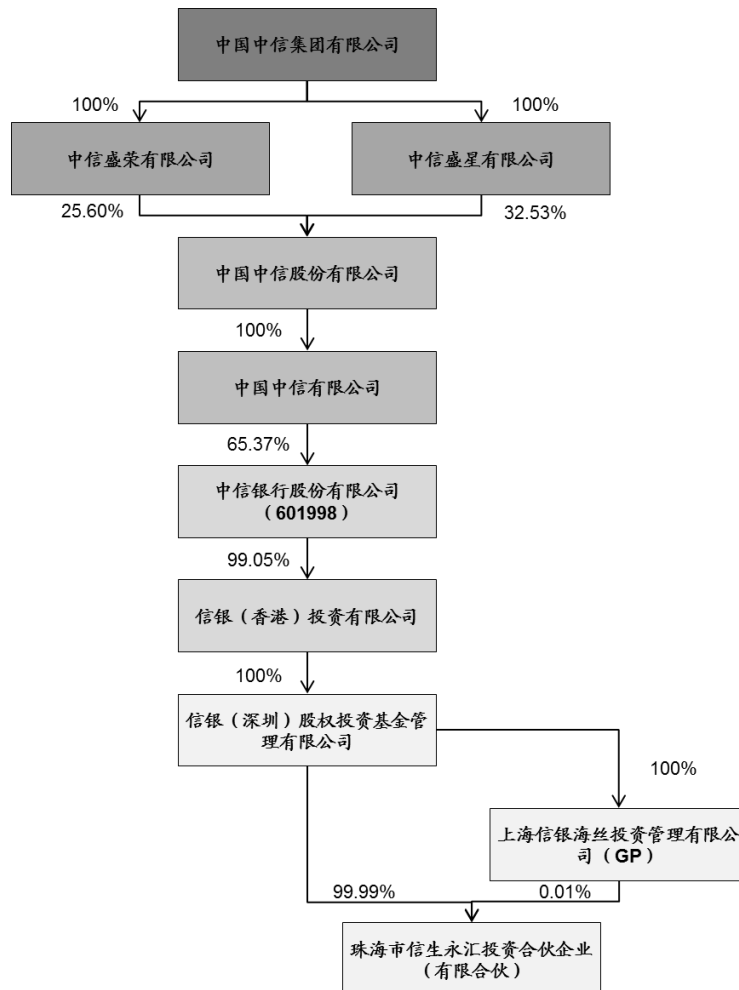 中国中信集团有限公司
100%
100%
中信盛荣有限公司
中信盛星有限公司
25.60%
32.53%
中国中信股份有限公司
100%
中国中信有限公司
65.37%
中信银行股份有限公司
（601998）
99.05%
信银（香港）投资有限公司
100%
信银（深圳）股权投资基金管
理有限公司
100%
上海信银海丝投资管理有限公
司（GP）
99.99%
0.01%
珠海市信生永汇投资合伙企业
（有限合伙）